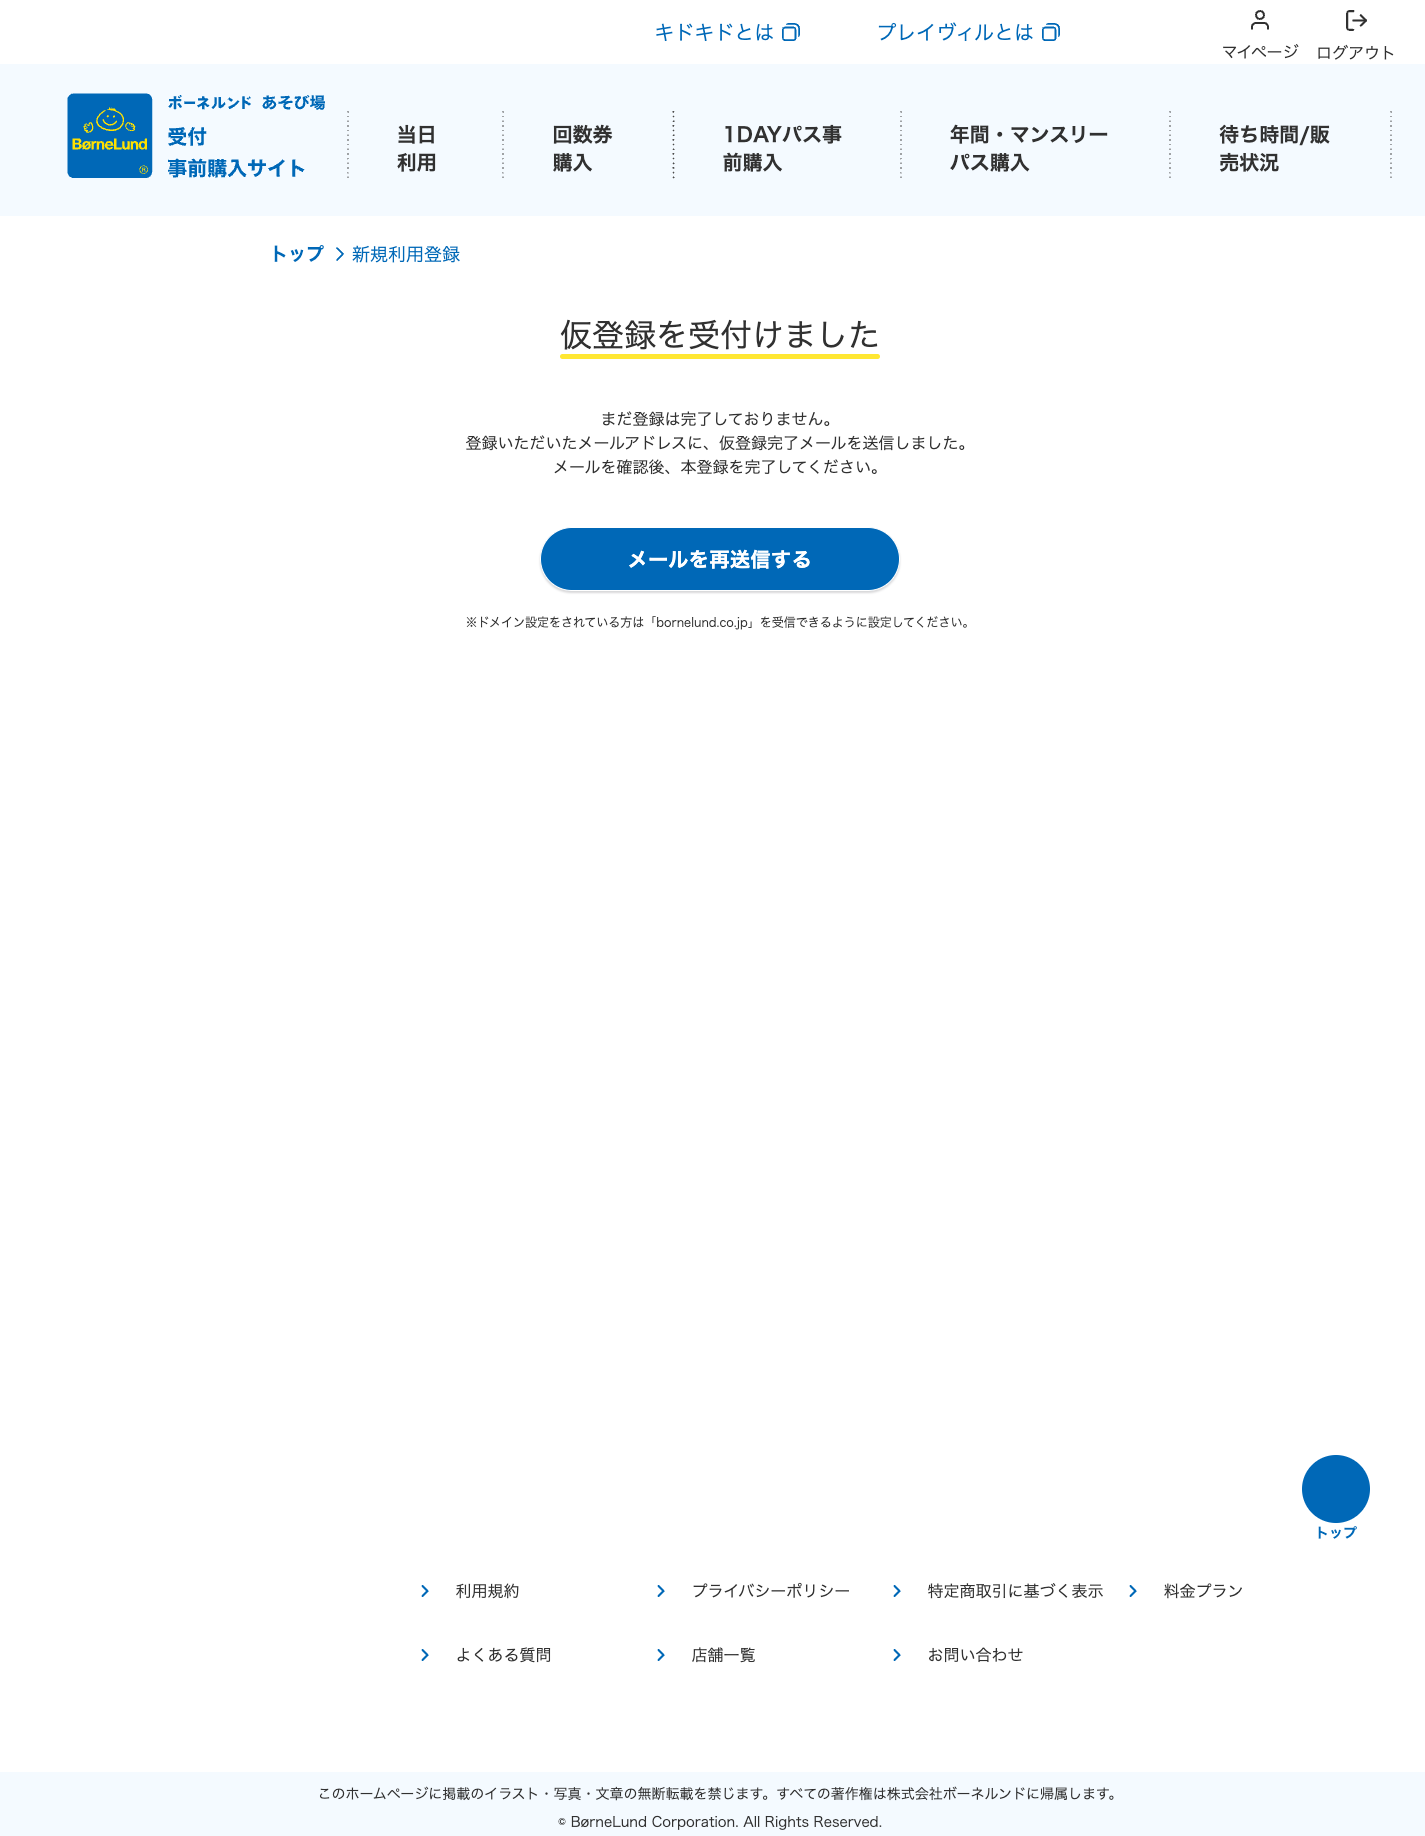 キドキドとは
プレイヴィルとは
マイページ
ログアウト
BørneLund
®
ボーネルンド あそび場
受付
事前購入サイト
当日
利用
回数券
購入
1DAYパス事
前購入
年間・マンスリー
パス購入
待ち時間/販
売状況
トップ 新規利用登録
仮登録を受付けました
まだ登録は完了しておりません。
登録いただいたメールアドレスに、仮登録完了メールを送信しました。
メールを確認後、本登録を完了してください。
メールを再送信する
※ドメイン設定をされている方は「bornelund.co.jp」を受信できるように設定してください。
トップ
利用規約
プライバシーポリシー
特定商取引に基づく表示
料金プラン
よくある質問
店舗一覧
お問い合わせ
このホームページに掲載のイラスト・写真・文章の無断転載を禁じます。すべての著作権は株式会社ボーネルンドに帰属します。
© BørneLund Corporation. All Rights Reserved.